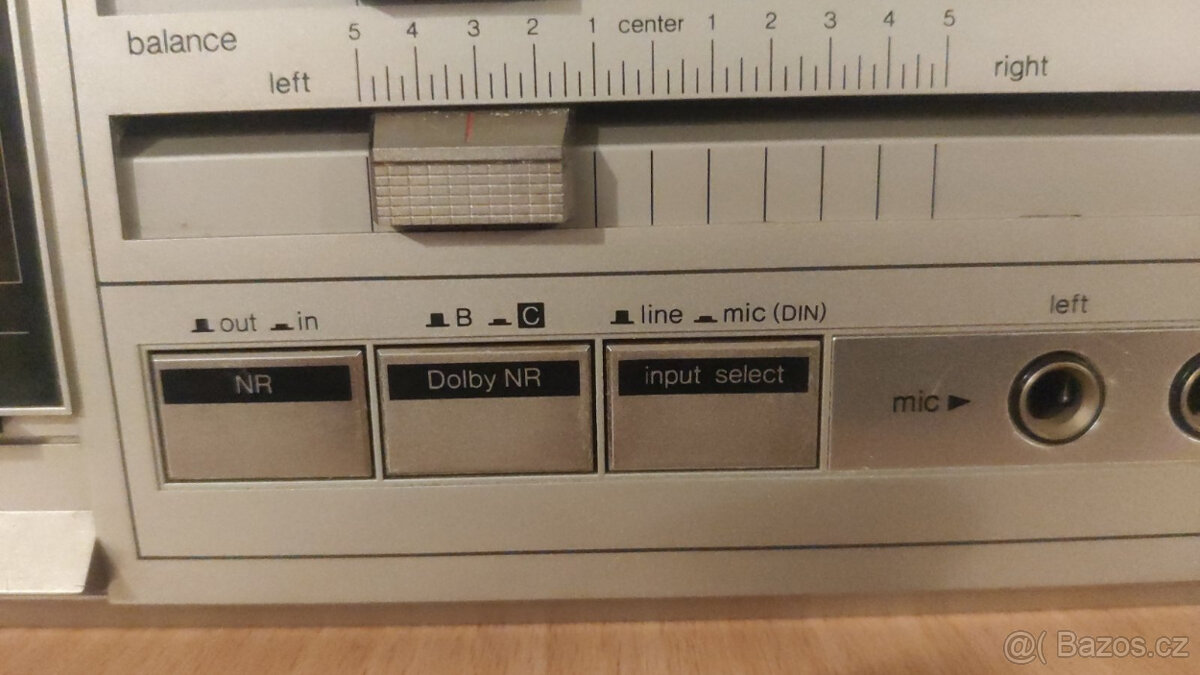 5 4 3 2 1 center 1 2 3 4 5
balance
left right
out in B C line mic (DIN) left
NR Dolby NR input select
mic
@( Bazos.cz